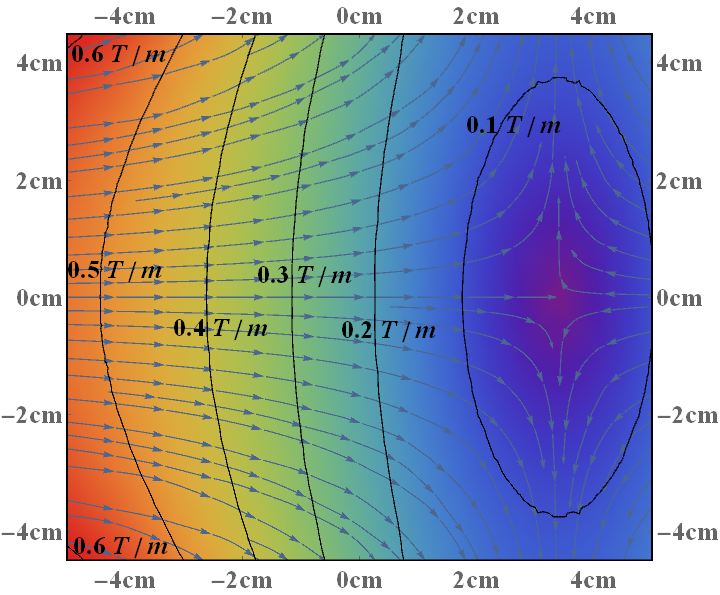 −4cm −2cm 0cm 2cm 4cm
0.6 T / m
4cm 4cm
0.1 T / m
2cm 2cm
0.5 T / m 0.3 T / m
0cm 0cm
0.4 T / m 0.2 T / m
−2cm −2cm
−4cm −4cm
0.6 T / m
−4cm −2cm 0cm 2cm 4cm